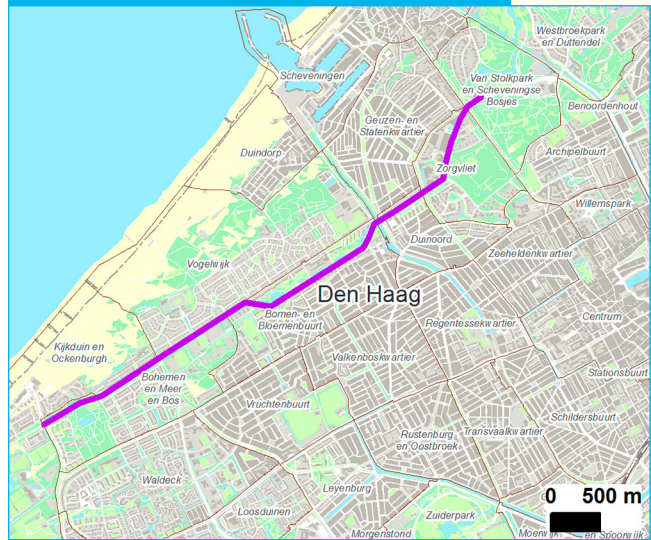 Westbroekpark
en Duttendel
Scheveningen
Van Stolkpark
en Scheveningse
Bosjes
Benoordenhout
Geuzen- en
Statenkwartier
Duindorp
Archipelbuurt
Zorgvliet
Willemspark
Duinoord
Vogelwijk
Zeeheldenkwartier
Den Haag
Bomen- en
Bloemenbuurt
Centrum
Regentessekwartier
Kijkduin en
Ockenburgh
Valkenboskwartier
Stationsbuurt
Bohemen
en Meer
en Bos
Vruchtenbuurt
Schildersbuurt
Rustenburg
en Oostbroek
Transvaalkwartier
Waldeck
Leyenburg
0 500 m
Loosduinen
Zuiderpark
Morgenstond
en Spoorwijk